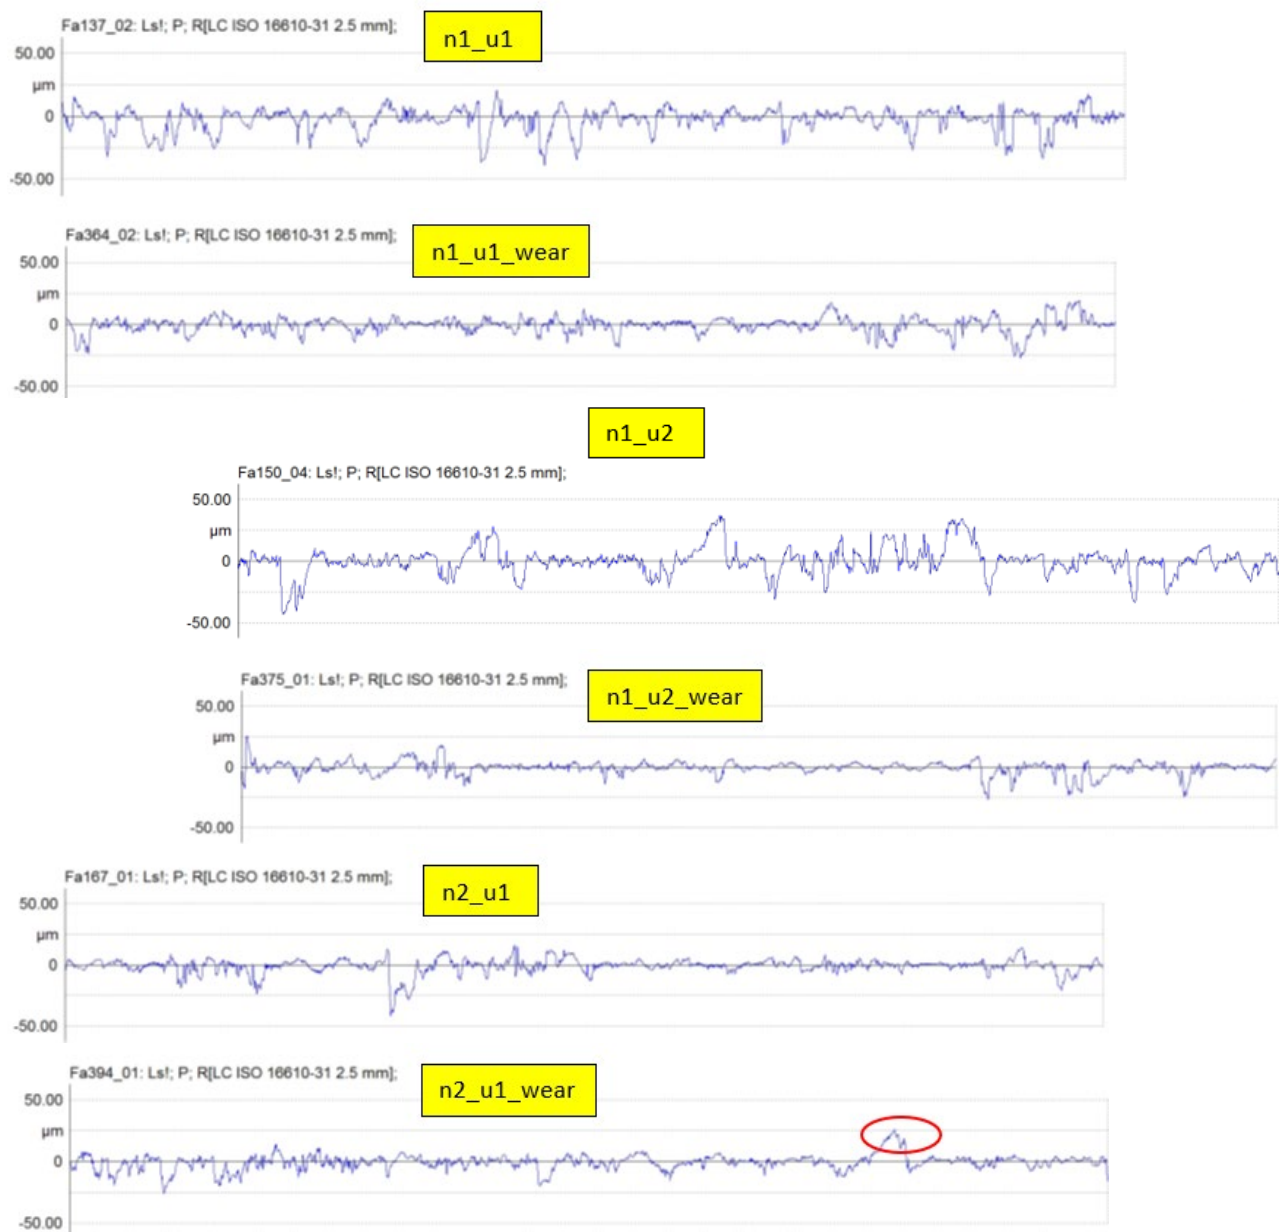 Fa137_02: Ls!; P; R[LC ISO 16610-31 2.5 mm];
n1_u1
50.00
µm
0
-50.00
Fa364_02: Ls!; P; R[LC ISO 16610-31 2.5 mm];
n1_u1_wear
50.00
µm
0
-50.00
n1_u2
Fa150_04: Ls!; P; R[LC ISO 16610-31 2.5 mm];
50.00
µm
0
-50.00
Fa375_01: Ls!; P; R[LC ISO 16610-31 2.5 mm];
n1_u2_wear
50.00
µm
0
-50.00
Fa167_01: Ls!; P; R[LC ISO 16610-31 2.5 mm];
n2_u1
50.00
µm
0
-50.00
Fa394_01: Ls!; P; R[LC ISO 16610-31 2.5 mm];
n2_u1_wear
50.00
µm
0
-50.00